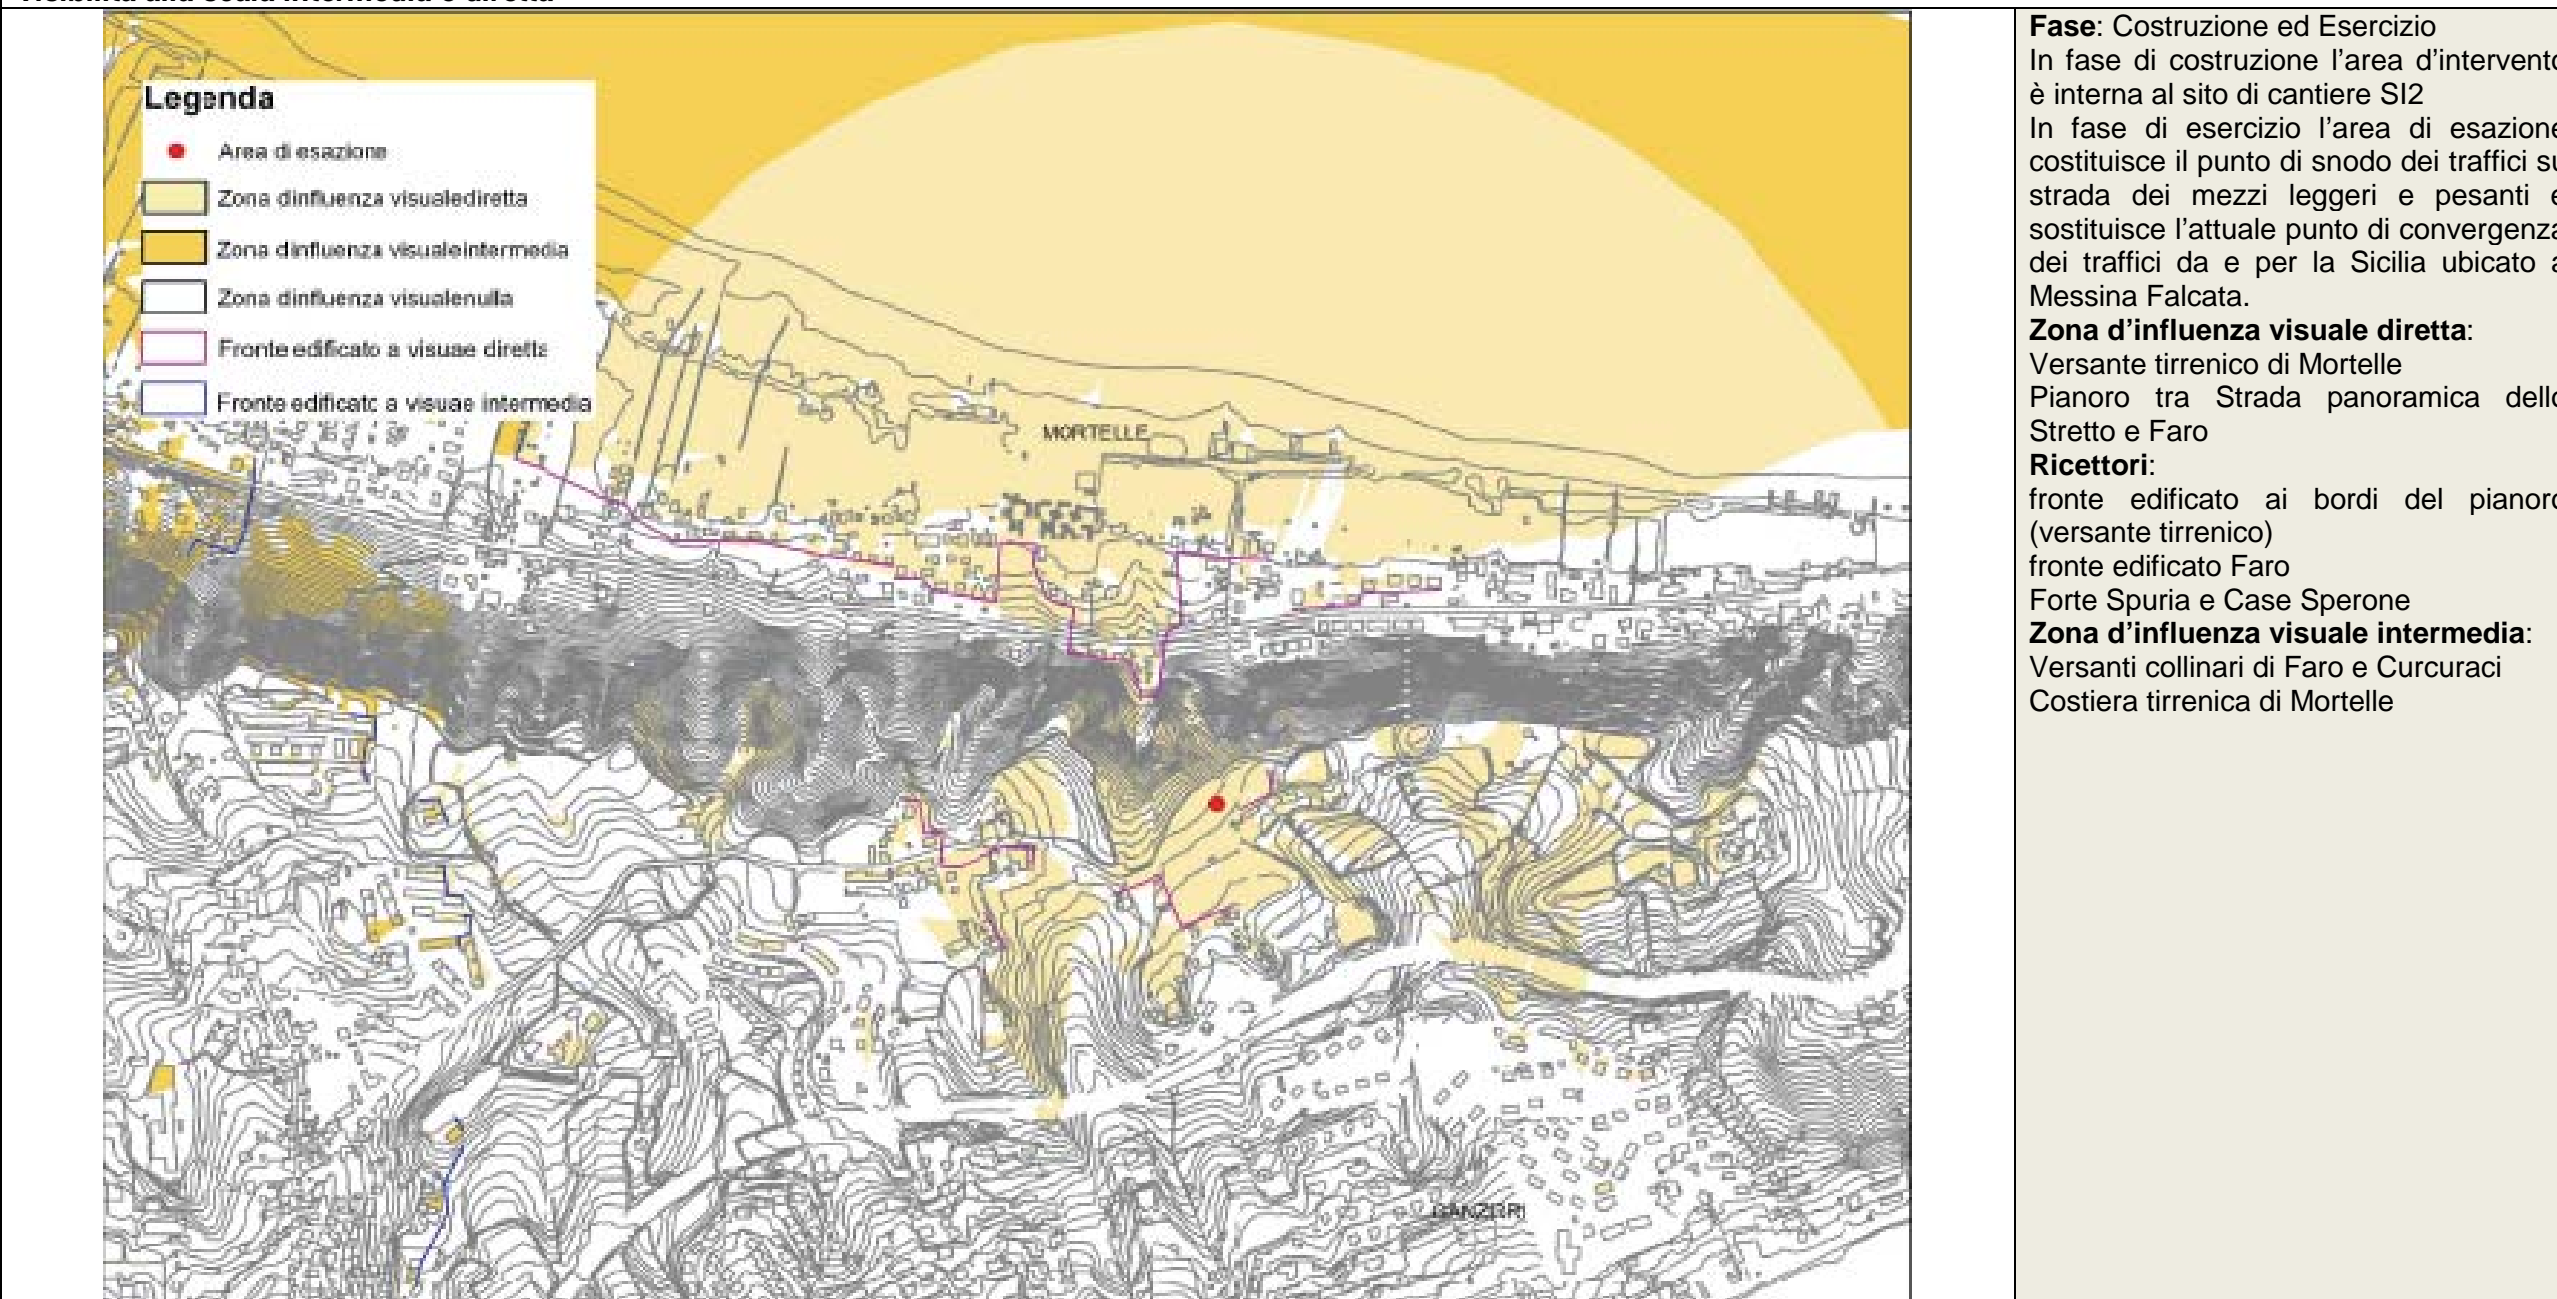 Legenda
Area di esazione
Zona dinfluenza visualediretta
Zona dinfluenza visualeintermedia
Zona dinfluenza visualenulla
Fronte edificato a visuae diretta
Fronte edificato a visuae intermedia
MORTELLE
GANZIRRI
Fase: Costruzione ed Esercizio
In fase di costruzione l’area d’intervento
è interna al sito di cantiere SI2
In fase di esercizio l’area di esazione
costituisce il punto di snodo dei traffici su
strada dei mezzi leggeri e pesanti e
sostituisce l’attuale punto di convergenza
dei traffici da e per la Sicilia ubicato a
Messina Falcata.
Zona d’influenza visuale diretta:
Versante tirrenico di Mortelle
Pianoro tra Strada panoramica dello
Stretto e Faro
Ricettori:
fronte edificato ai bordi del pianoro
(versante tirrenico)
fronte edificato Faro
Forte Spuria e Case Sperone
Zona d’influenza visuale intermedia:
Versanti collinari di Faro e Curcuraci
Costiera tirrenica di Mortelle